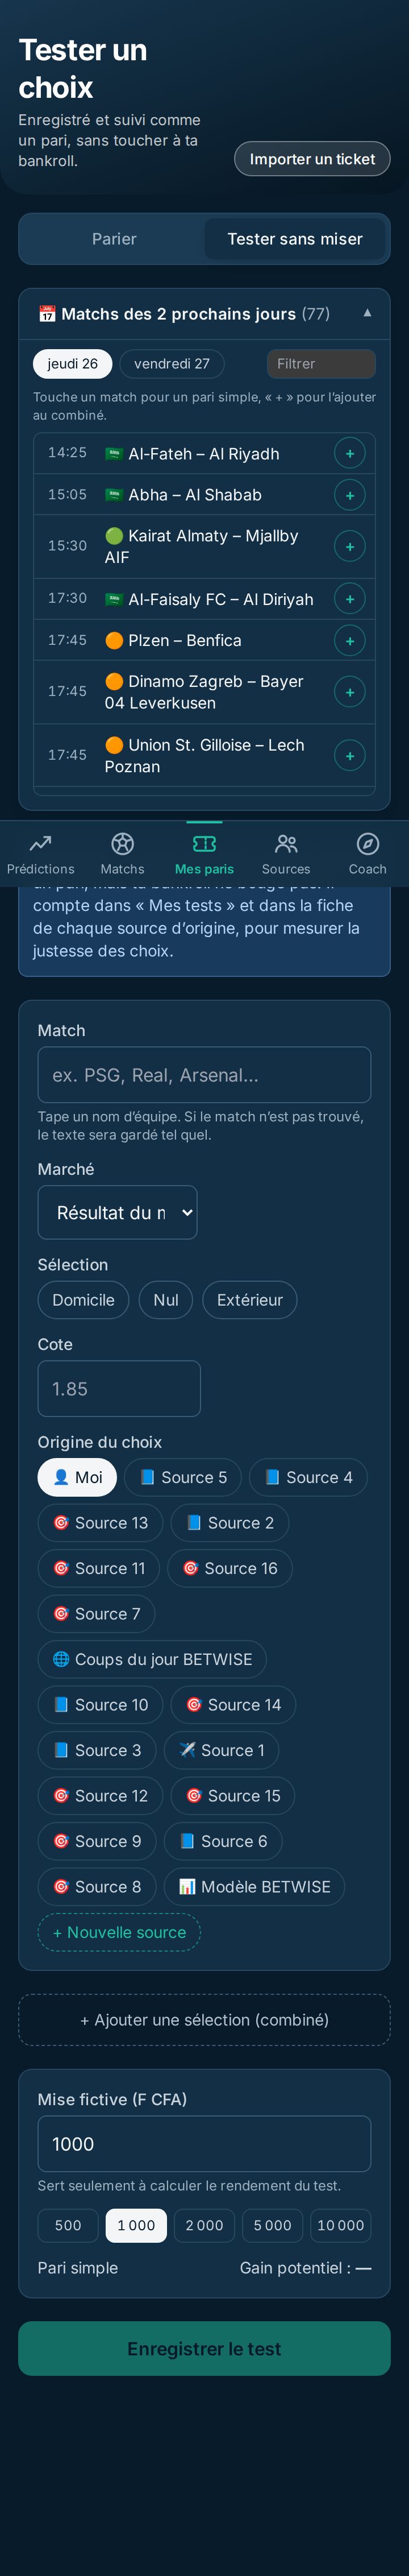 Tester un
choix
Enregistré et suivi comme
un pari, sans toucher à ta
bankroll.
Importer un ticket
Parier
Tester sans miser
📅 Matchs des 2 prochains jours (77) ▲
jeudi 26
vendredi 27
Filtrer
Touche un match pour un pari simple, « + » pour l’ajouter
au combiné.
14:25 🇸🇦 Al-Fateh – Al Riyadh +
15:05 🇸🇦 Abha – Al Shabab +
15:30 🟢 Kairat Almaty – Mjallby
AIF +
17:30 🇸🇦 Al-Faisaly FC – Al Diriyah +
17:45 🟠 Plzen – Benfica +
17:45 🟠 Dinamo Zagreb – Bayer
04 Leverkusen +
17:45 🟠 Union St. Gilloise – Lech
Poznan +
Prédictions
Matchs
Mes paris
Sources
Coach
compte dans « Mes tests » et dans la fiche
de chaque source d’origine, pour mesurer la
justesse des choix.
Match
ex. PSG, Real, Arsenal…
Tape un nom d’équipe. Si le match n’est pas trouvé,
le texte sera gardé tel quel.
Marché
Résultat du
Sélection
Domicile
Nul
Extérieur
Cote
1.85
Origine du choix
👤 Moi 📘 Source 5 📘 Source 4
🎯 Source 13 📘 Source 2
🎯 Source 11 🎯 Source 16
🎯 Source 7
🌐 Coups du jour BETWISE
📘 Source 10 🎯 Source 14
📘 Source 3 ✈️ Source 1
🎯 Source 12 🎯 Source 15
🎯 Source 9 📘 Source 6
🎯 Source 8 📊 Modèle BETWISE
+ Nouvelle source
+ Ajouter une sélection (combiné)
Mise fictive (F CFA)
1000
Sert seulement à calculer le rendement du test.
500 1 000 2 000 5 000 10 000
Pari simple
Gain potentiel : —
Enregistrer le test